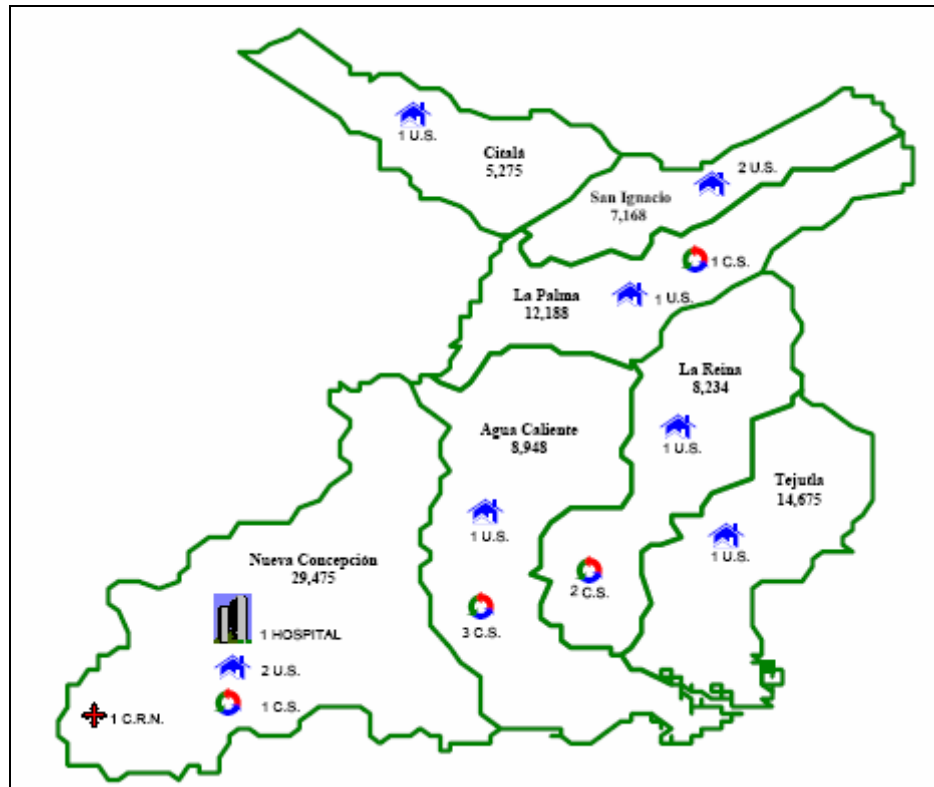 1 U.S.
Citalá
5,275
2 U.S.
San Ignacio
7,168
1 C.S.
La Palma
12,188
1 U.S.
La Reina
8,234
1 U.S.
Agua Caliente
8,948
1 U.S.
3 C.S.
2 C.S.
Tejutla
14,675
1 U.S.
Nueva Concepción
29,475
1 HOSPITAL
2 U.S.
1 C.S.
1 C.R.N.